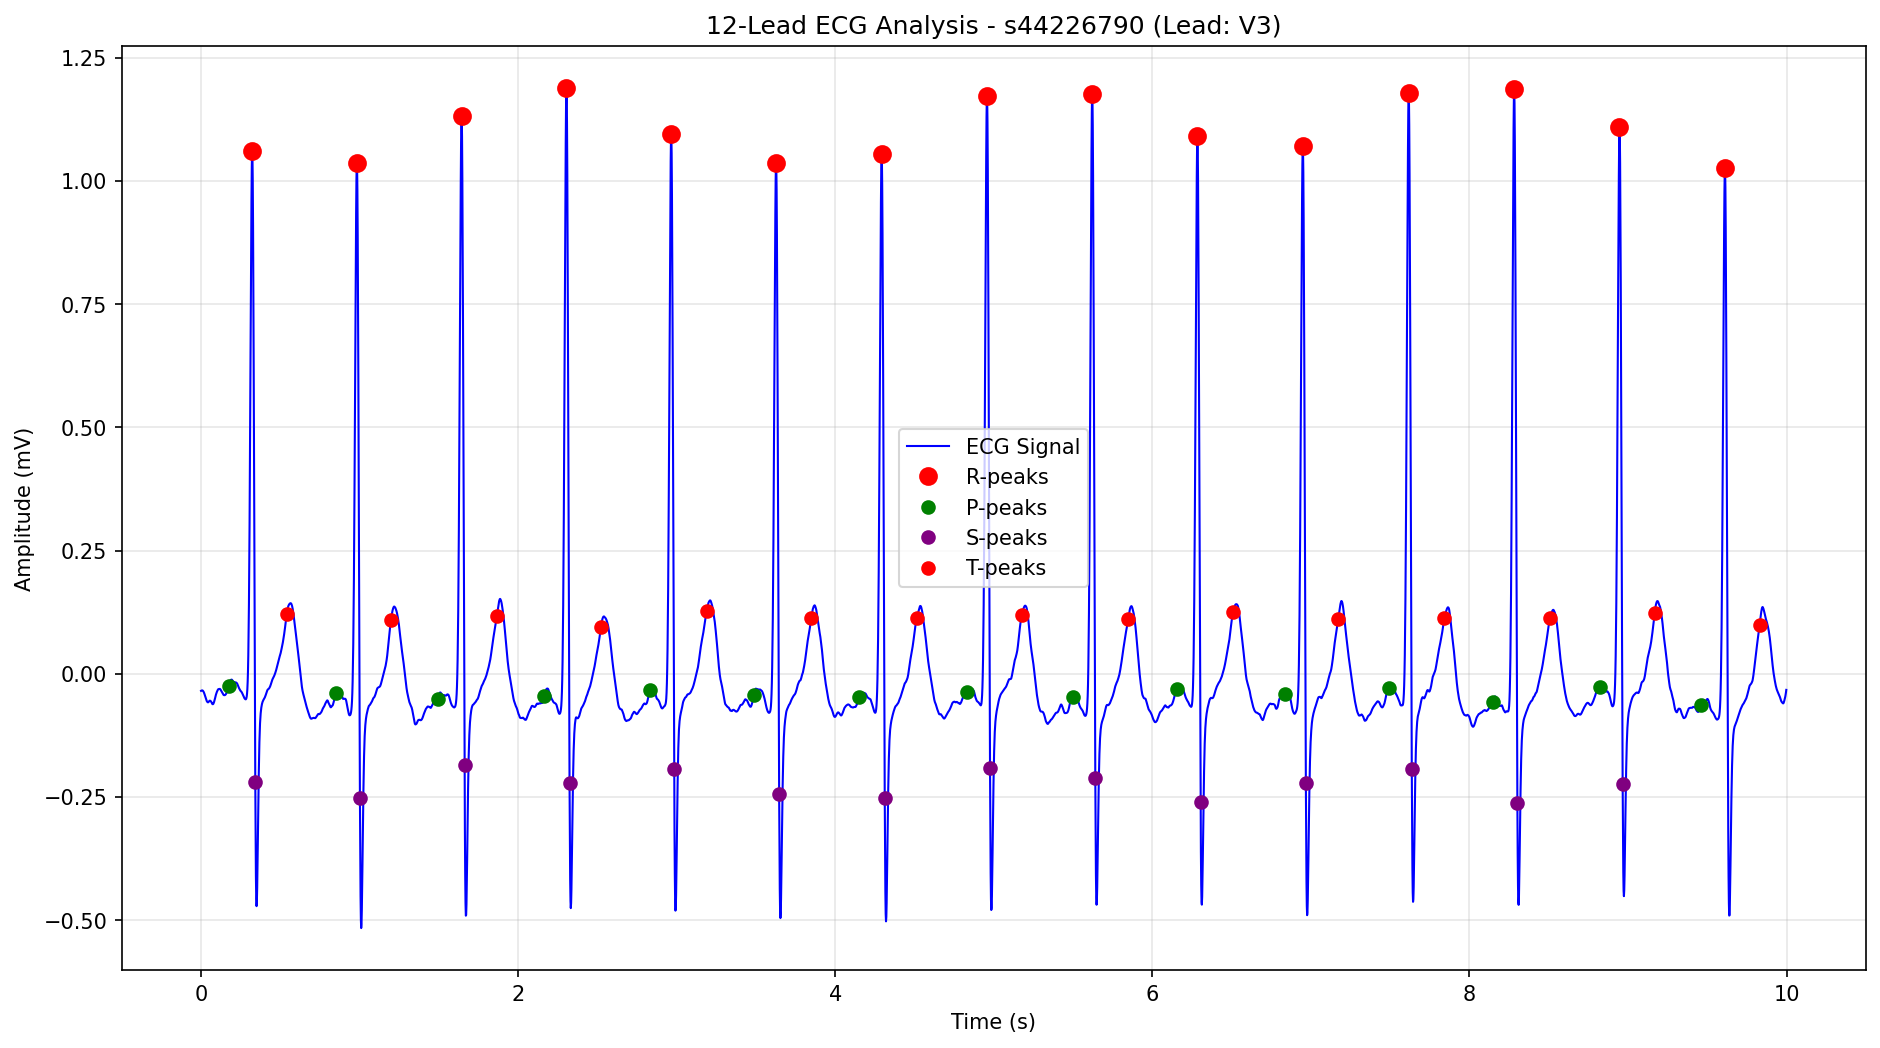 12-Lead ECG Analysis - s44226790 (Lead: V3)
1.25
1.00
0.75
0.50
0.25
0.00
−0.25
−0.50
Amplitude (mV)
ECG Signal
R-peaks
P-peaks
S-peaks
T-peaks
0 2 4 6 8 10
Time (s)